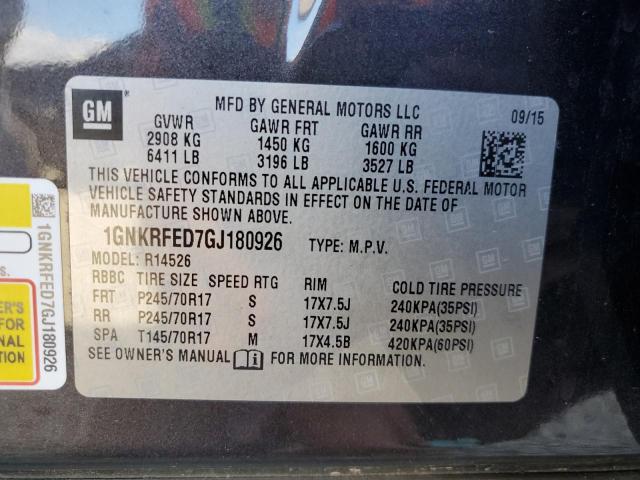 GM
MFD BY GENERAL MOTORS LLC
09/15
GVWR GAWR FRT GAWR RR
2908 KG 1450 KG 1600 KG
6411 LB 3196 LB 3527 LB
THIS VEHICLE CONFORMS TO ALL APPLICABLE U.S. FEDERAL MOTOR
VEHICLE SAFETY STANDARDS IN EFFECT ON THE DATE OF
MANUFACTURE SHOWN ABOVE.
1GNKRFED7GJ180926 TYPE: M.P.V.
MODEL: R14526
RBBC TIRE SIZE SPEED RTG RIM COLD TIRE PRESSURE
FRT P245/70R17 S 17X7.5J 240KPA(35PSI)
RR P245/70R17 S 17X7.5J 240KPA(35PSI)
SPA T145/70R17 M 17X4.5B 420KPA(60PSI)
SEE OWNER'S MANUAL FOR MORE INFORMATION.
1GNKRFED7GJ180926
ER'S
FOR
NAL
ATION